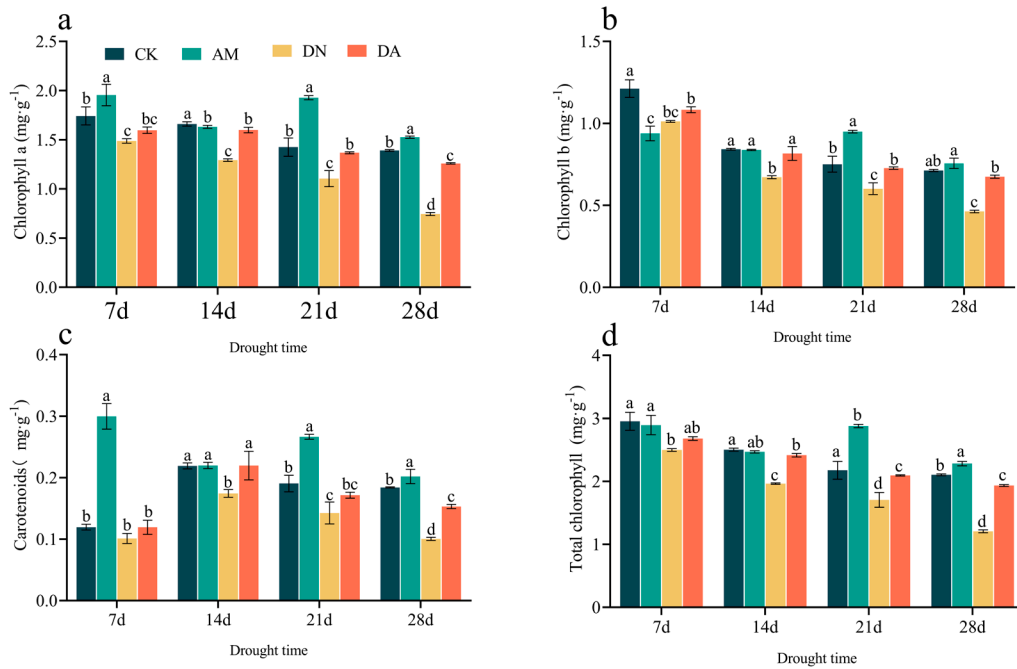 a
CK AM DN DA
Chlorophyll a (mg·g-1)
2.5
2.0
1.5
1.0
0.5
0.0
b a c bc
a b c b
b a c b
b a d c
7d 14d 21d 28d
Drought time
b
Chlorophyll b (mg·g-1)
1.5
1.0
0.5
0.0
a c bc b
a a b a
b a c b
ab a c b
7d 14d 21d 28d
Drought time
c
Carotenoids( mg·g-1)
0.4
0.3
0.2
0.1
0.0
b a b b
a a b a
b a c bc
b a d c
7d 14d 21d 28d
Drought time
d
Total chlorophyll (mg·g-1)
4
3
2
1
0
a a b ab
a ab c b
a b d c
b a d c
7d 14d 21d 28d
Drought time